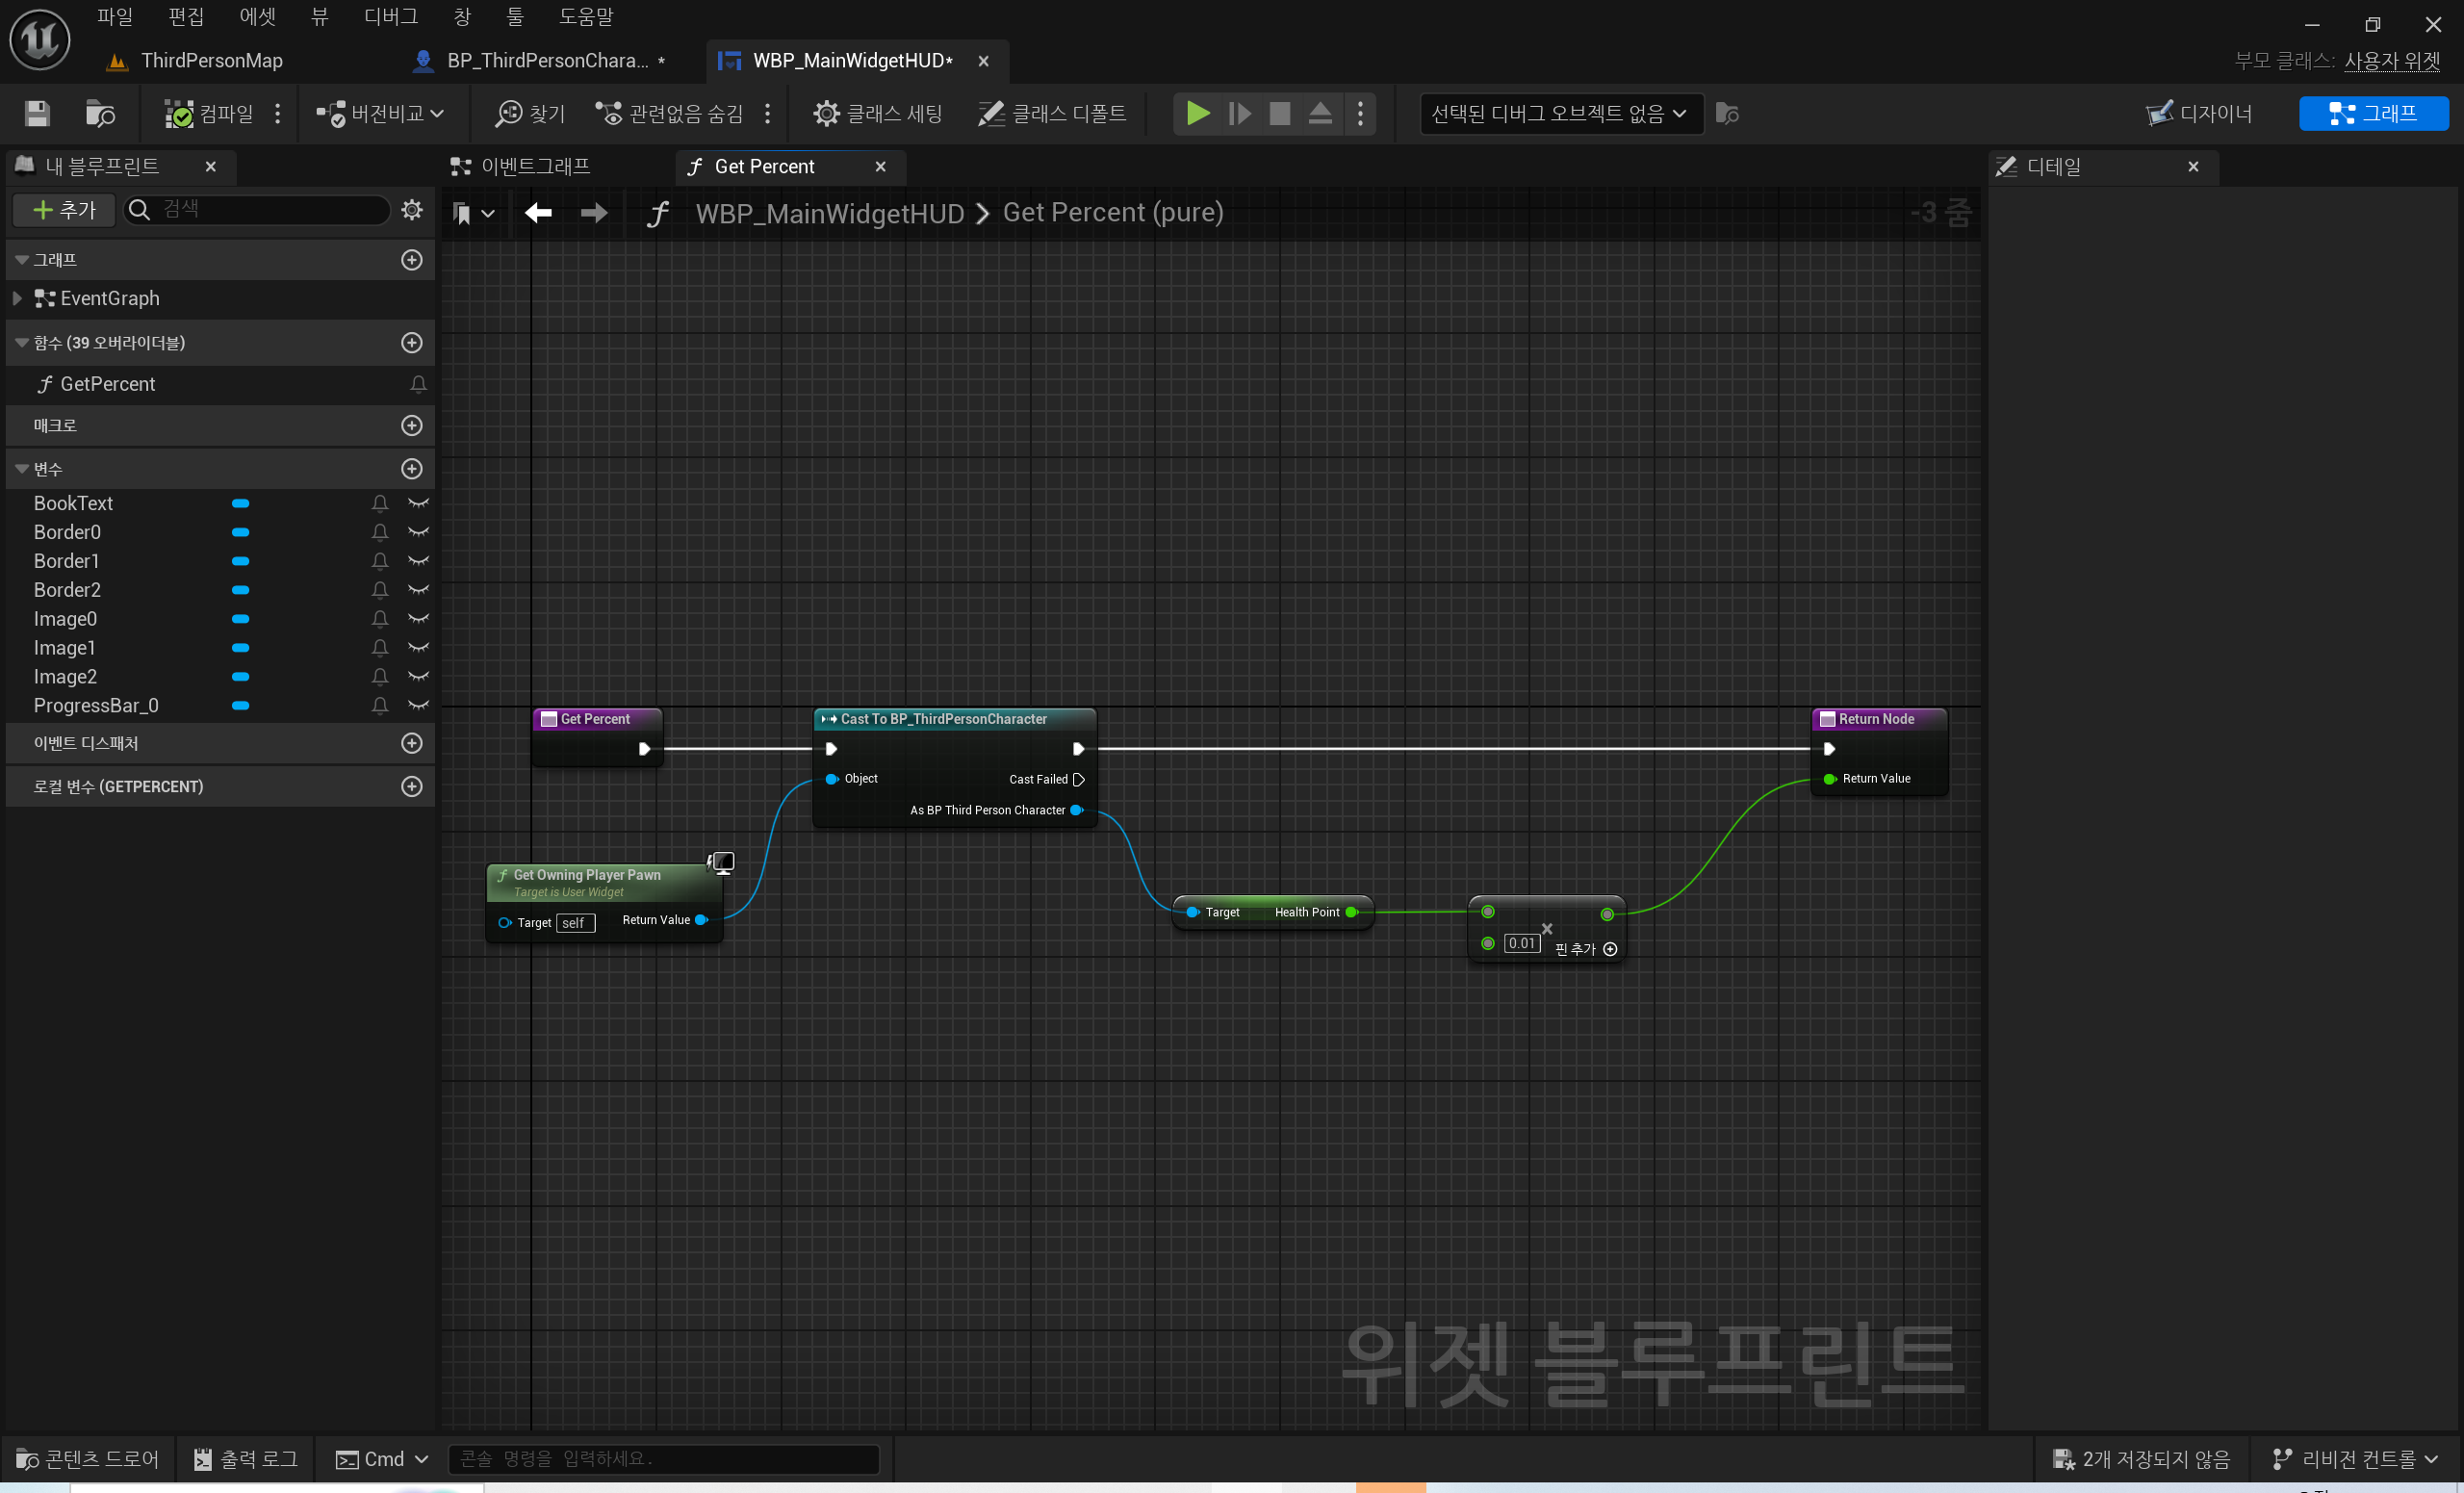 파일 편집 에셋 뷰 디버그 창 툴 도움말
ThirdPersonMap
BP_ThirdPersonChara... *
WBP_MainWidgetHUD*
부모 클래스: 사용자 위젯
컴파일
버전비교
찾기
관련없음 숨김
클래스 세팅
클래스 디폴트
선택된 디버그 오브젝트 없음
디자이너
그래프
내 블루프린트
이벤트그래프
Get Percent
디테일
추가
검색
WBP_MainWidgetHUD > Get Percent (pure)
-3 줌
그래프
EventGraph
함수 (39 오버라이더블)
GetPercent
매크로
변수
BookText
Border0
Border1
Border2
Image0
Image1
Image2
ProgressBar_0
이벤트 디스패처
로컬 변수 (GETPERCENT)
Get Percent
Cast To BP_ThirdPersonCharacter
Object
Cast Failed
As BP Third Person Character
Return Node
Return Value
Get Owning Player Pawn
Target is User Widget
Target self
Return Value
Target
Health Point
0.01
핀 추가
위젯 블루프린트
콘텐츠 드로어
출력 로그
Cmd
콘솔 명령을 입력하세요.
2개 저장되지 않음
리비전 컨트롤